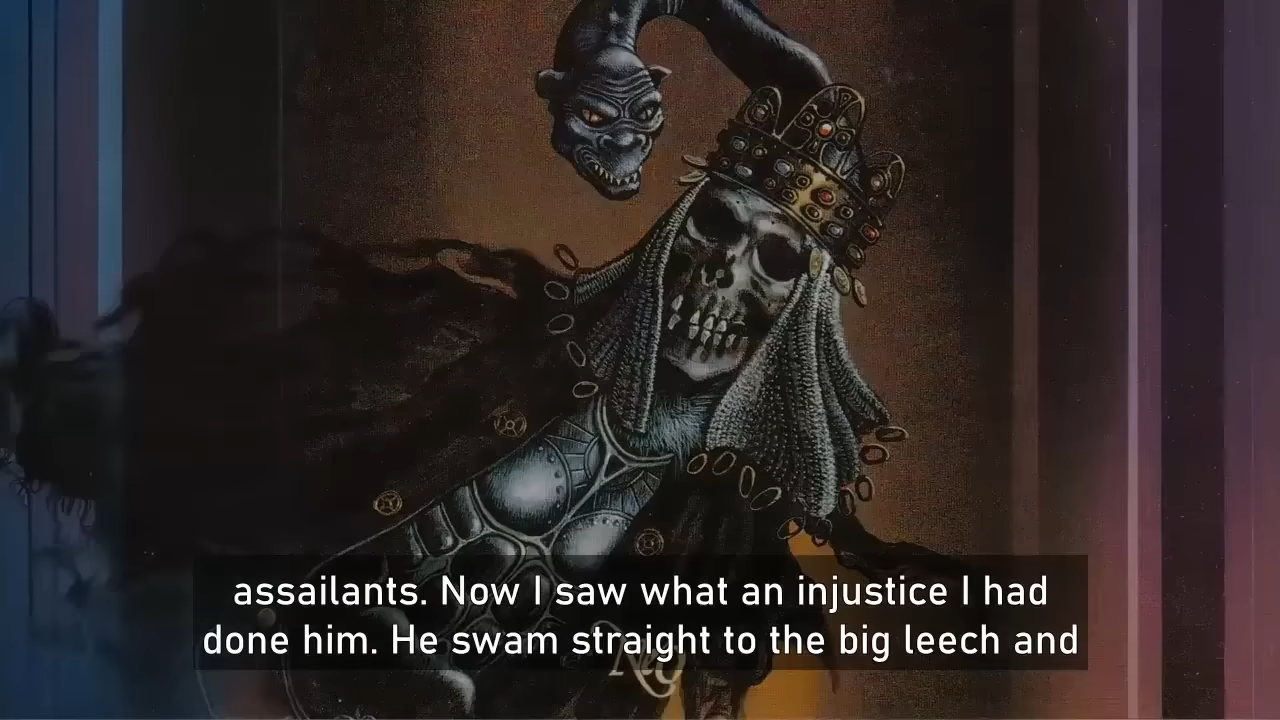 assailants. Now I saw what an injustice I had
done him. He swam straight to the big leech and